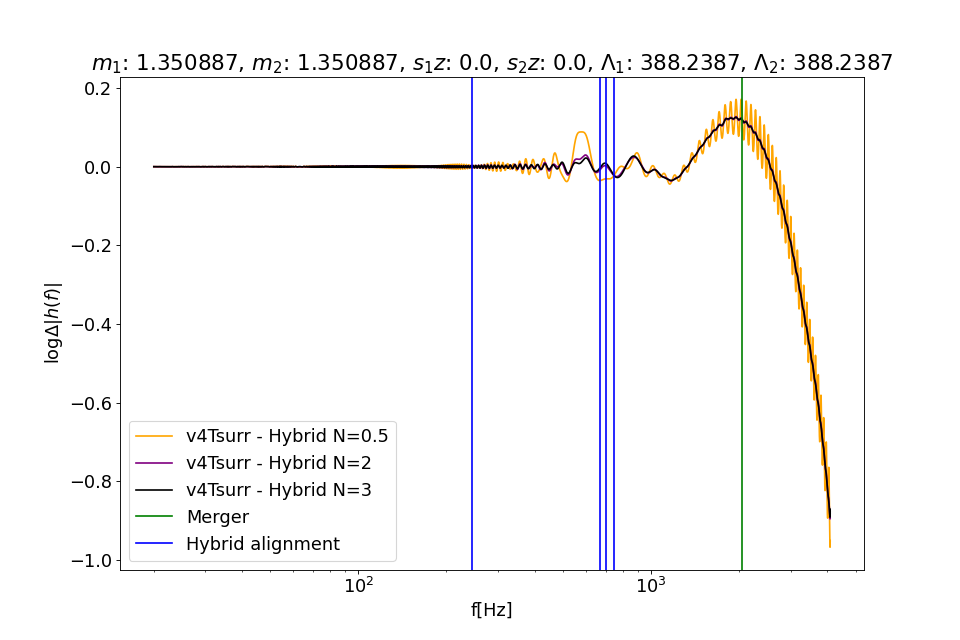 m₁: 1.350887, m₂: 1.350887, s₁z: 0.0, s₂z: 0.0, Λ₁: 388.2387, Λ₂: 388.2387
0.2
0.0
−0.2
−0.4
−0.6
−0.8
−1.0
logΔ|h(f)|
v4Tsurr - Hybrid N=0.5
v4Tsurr - Hybrid N=2
v4Tsurr - Hybrid N=3
Merger
Hybrid alignment
10² 10³
f[Hz]